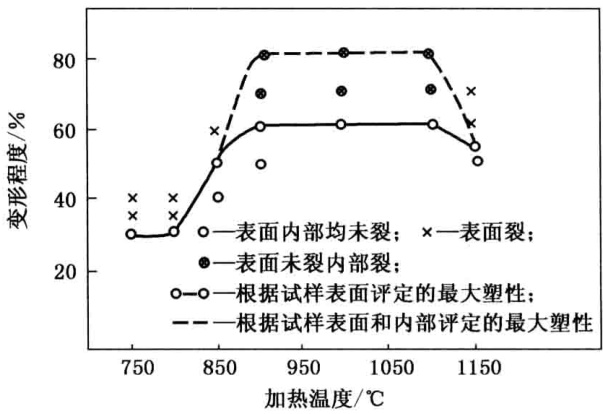 变形程度/%
80
60
40
20
—表面内部均未裂; ×—表面裂;
—表面未裂内部裂;
—根据试样表面评定的最大塑性;
—根据试样表面和内部评定的最大塑性
750 850 950 1050 1150
加热温度/℃